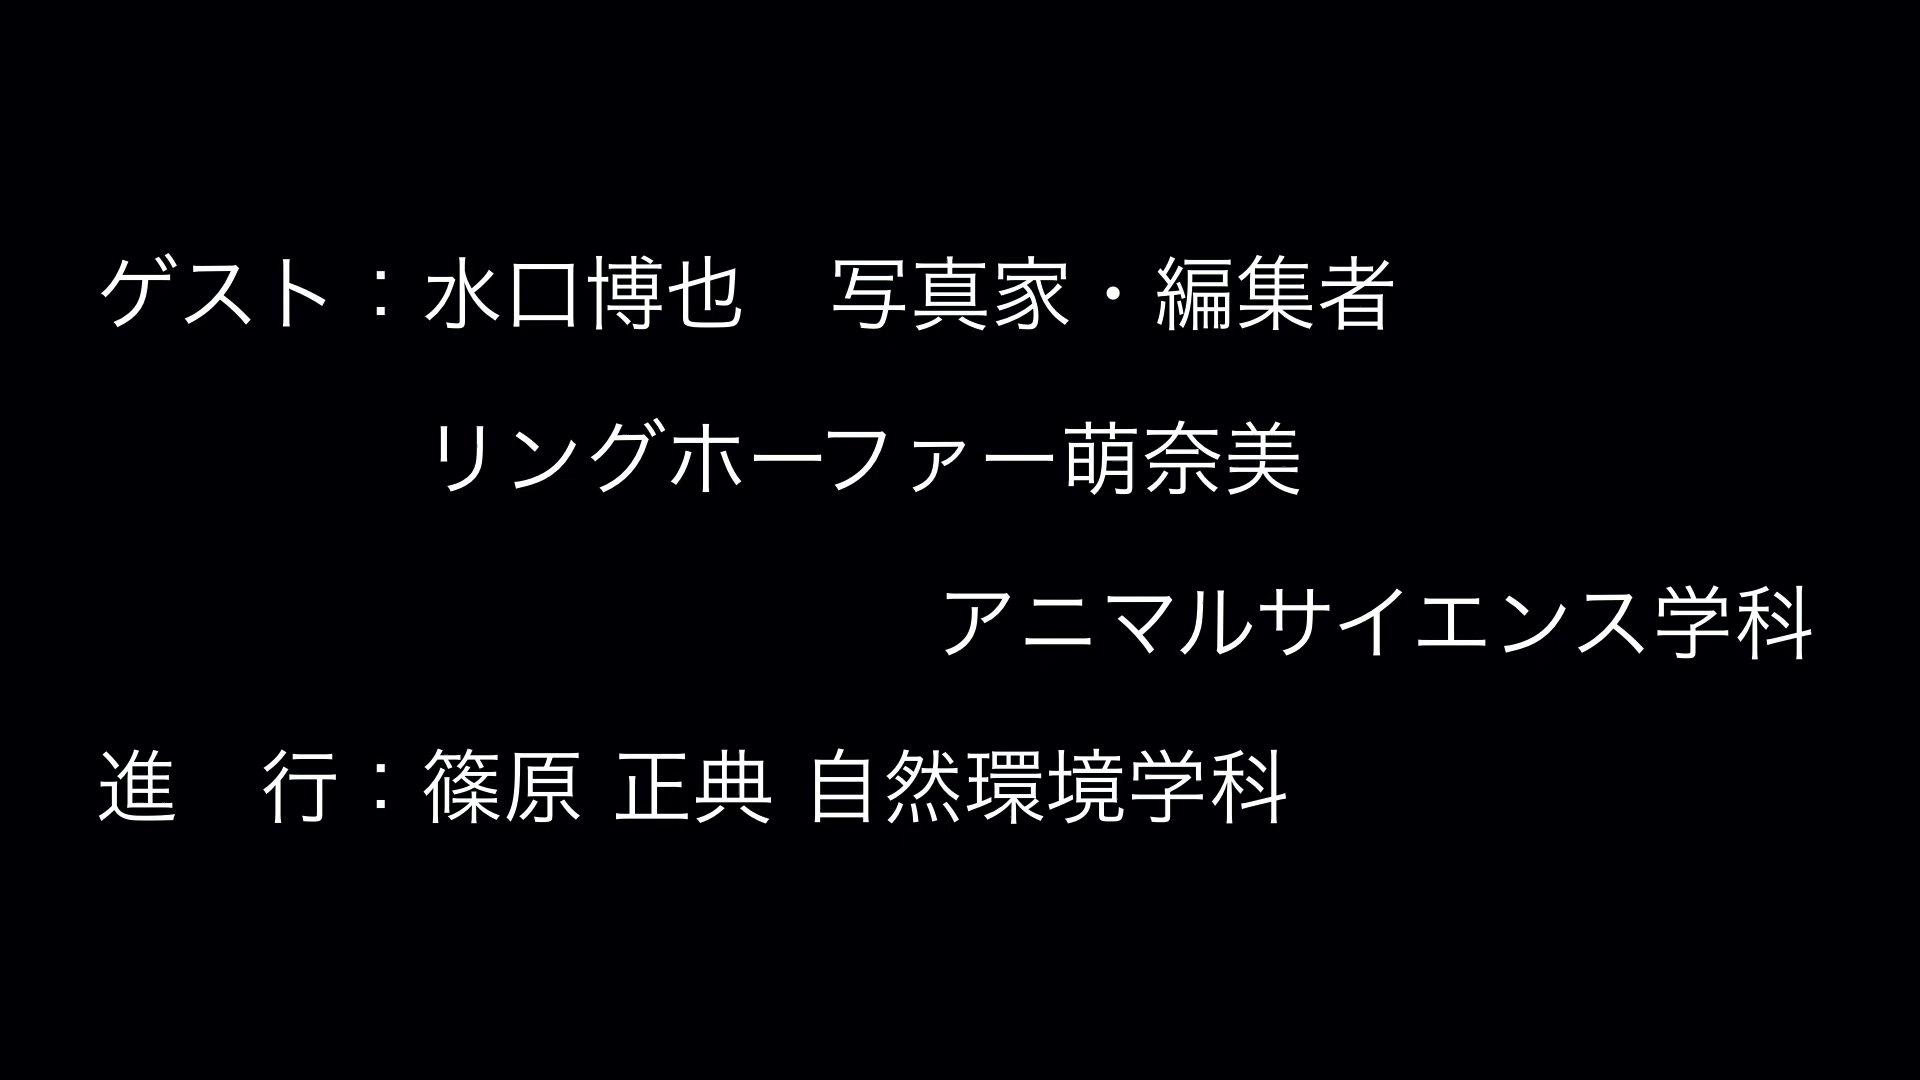 ゲスト：水口博也　写真家・編集者
リングホーファー萌奈美
アニマルサイエンス学科
進　行：篠原 正典 自然環境学科